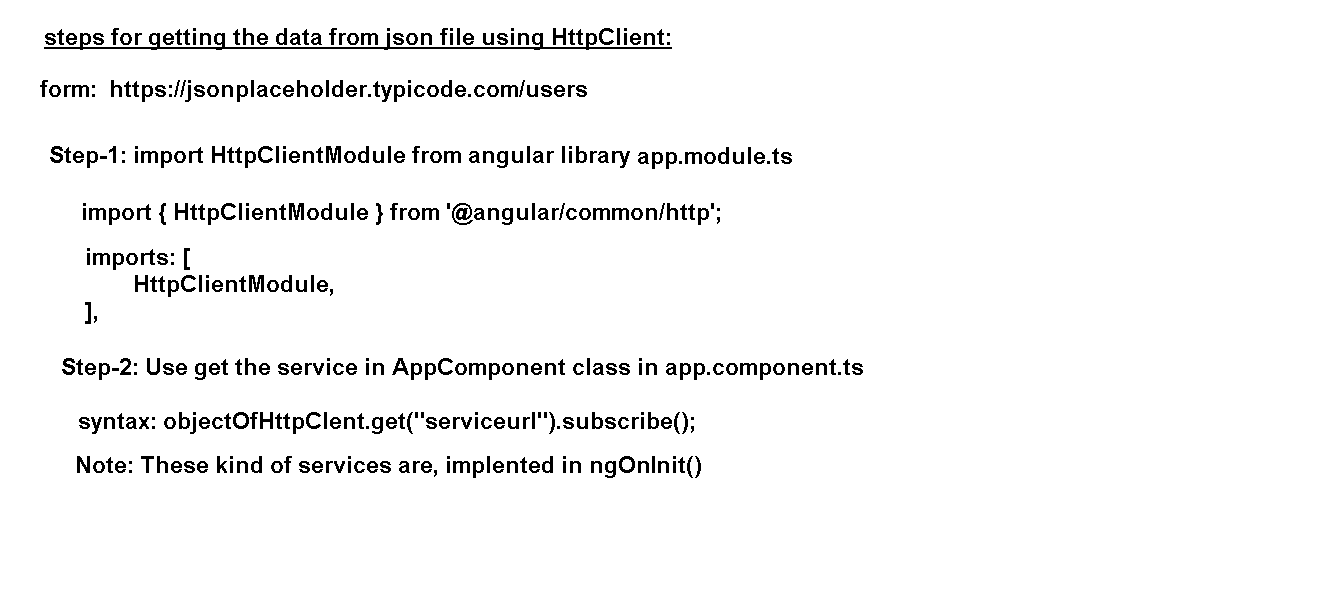 steps for getting the data from json file using HttpClient:
form: https://jsonplaceholder.typicode.com/users
Step-1: import HttpClientModule from angular library app.module.ts
import { HttpClientModule } from '@angular/common/http';
imports: [
HttpClientModule,
],
Step-2: Use get the service in AppComponent class in app.component.ts
syntax: objectOfHttpClent.get("serviceurl").subscribe();
Note: These kind of services are, implented in ngOnInit()